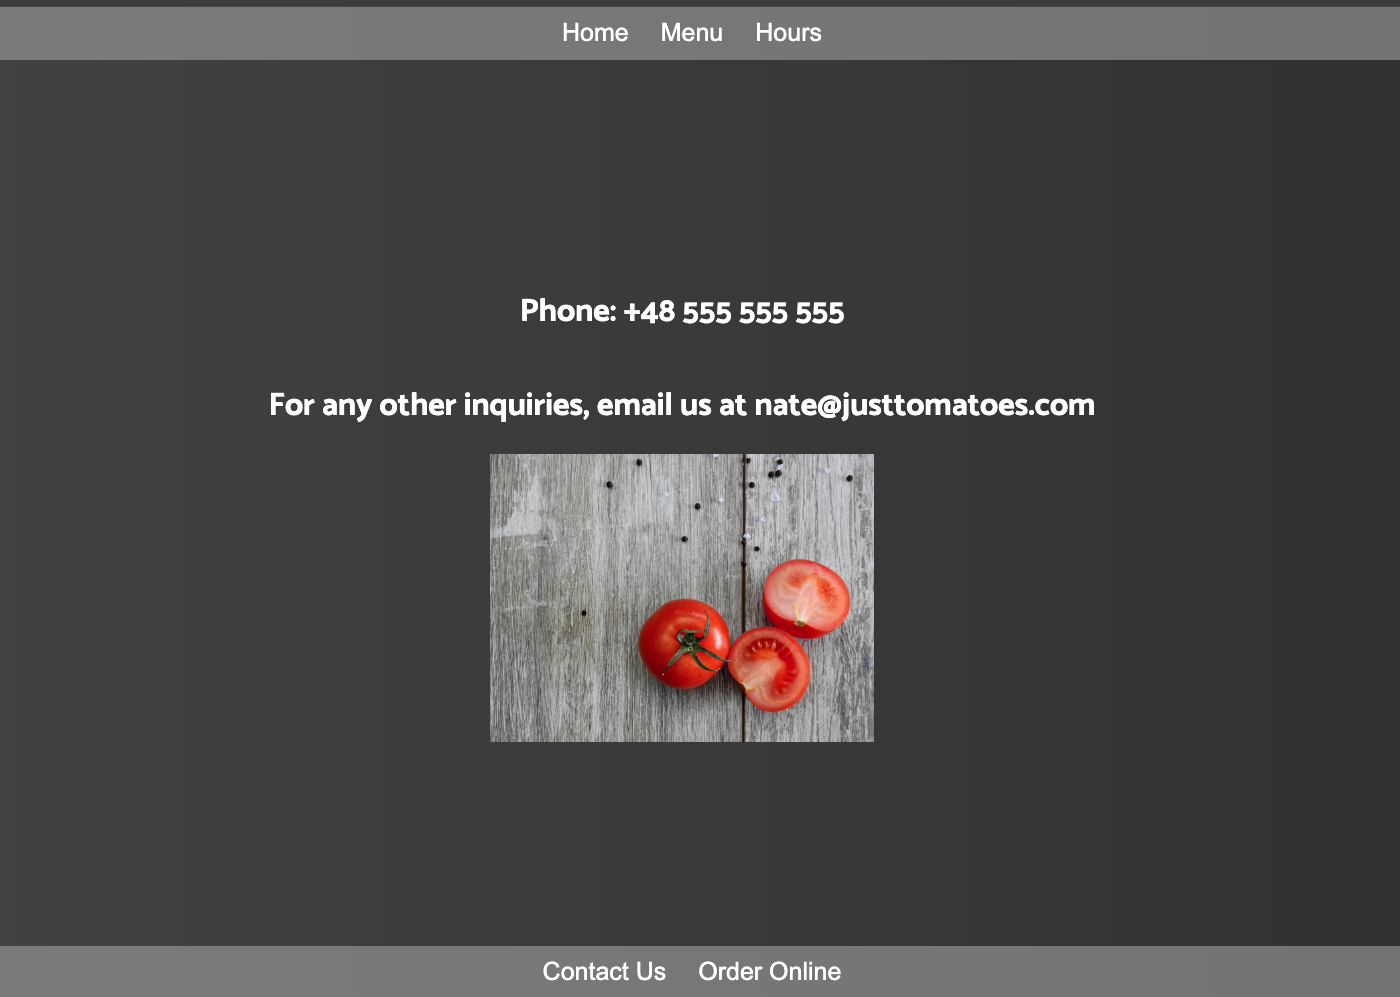 Home Menu Hours
Phone: +48 555 555 555
For any other inquiries, email us at nate@justtomatoes.com
Contact Us Order Online